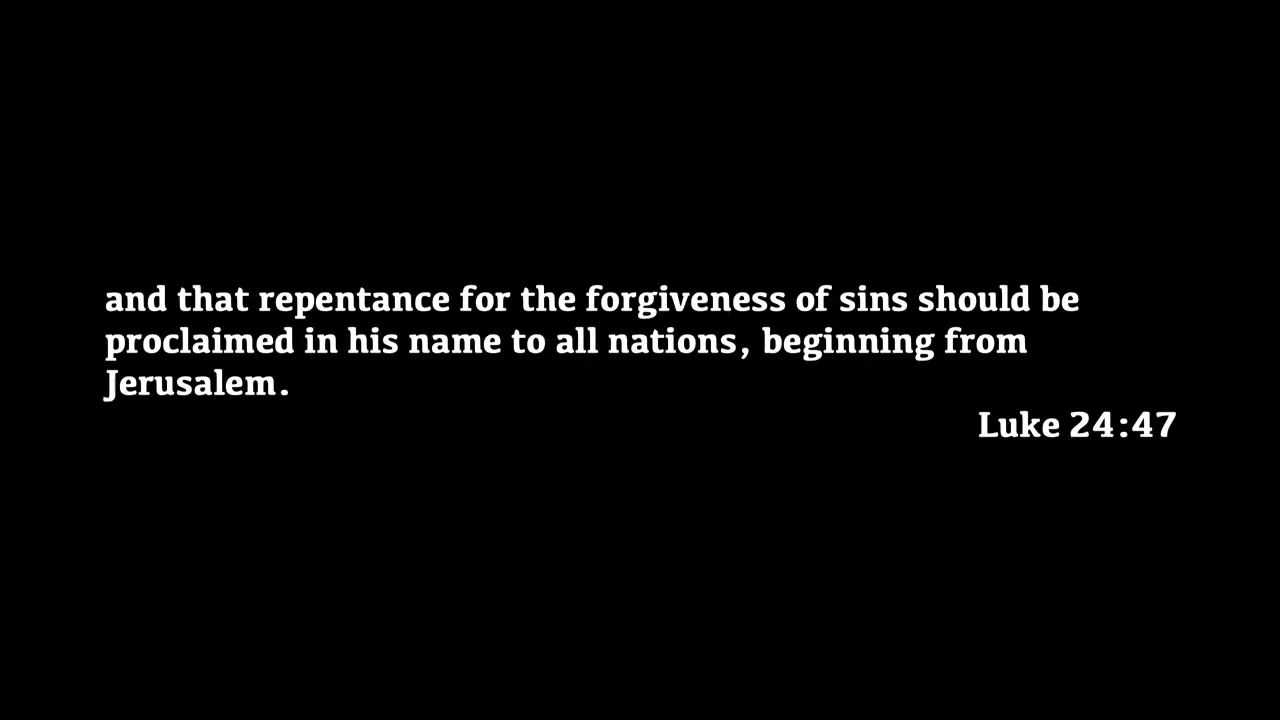 and that repentance for the forgiveness of sins should be
proclaimed in his name to all nations, beginning from
Jerusalem.
Luke 24:47